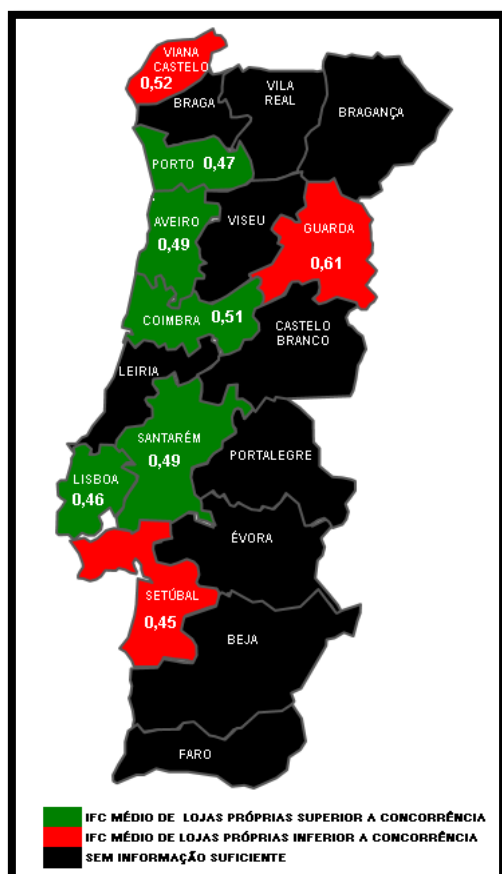 VIANA
CASTELO
0,52
BRAGA
VILA
REAL
BRAGANÇA
PORTO 0,47
AVEIRO
0,49
VISEU
GUARDA
0,61
COIMBRA 0,51
CASTELO
BRANCO
LEIRIA
SANTARÉM
0,49
PORTALEGRE
LISBOA
0,46
ÉVORA
SETÚBAL
0,45
BEJA
FARO
IFC MÉDIO DE LOJAS PRÓPRIAS SUPERIOR A CONCORRÊNCIA
IFC MÉDIO DE LOJAS PRÓPRIAS INFERIOR A CONCORRÊNCIA
SEM INFORMAÇÃO SUFICIENTE